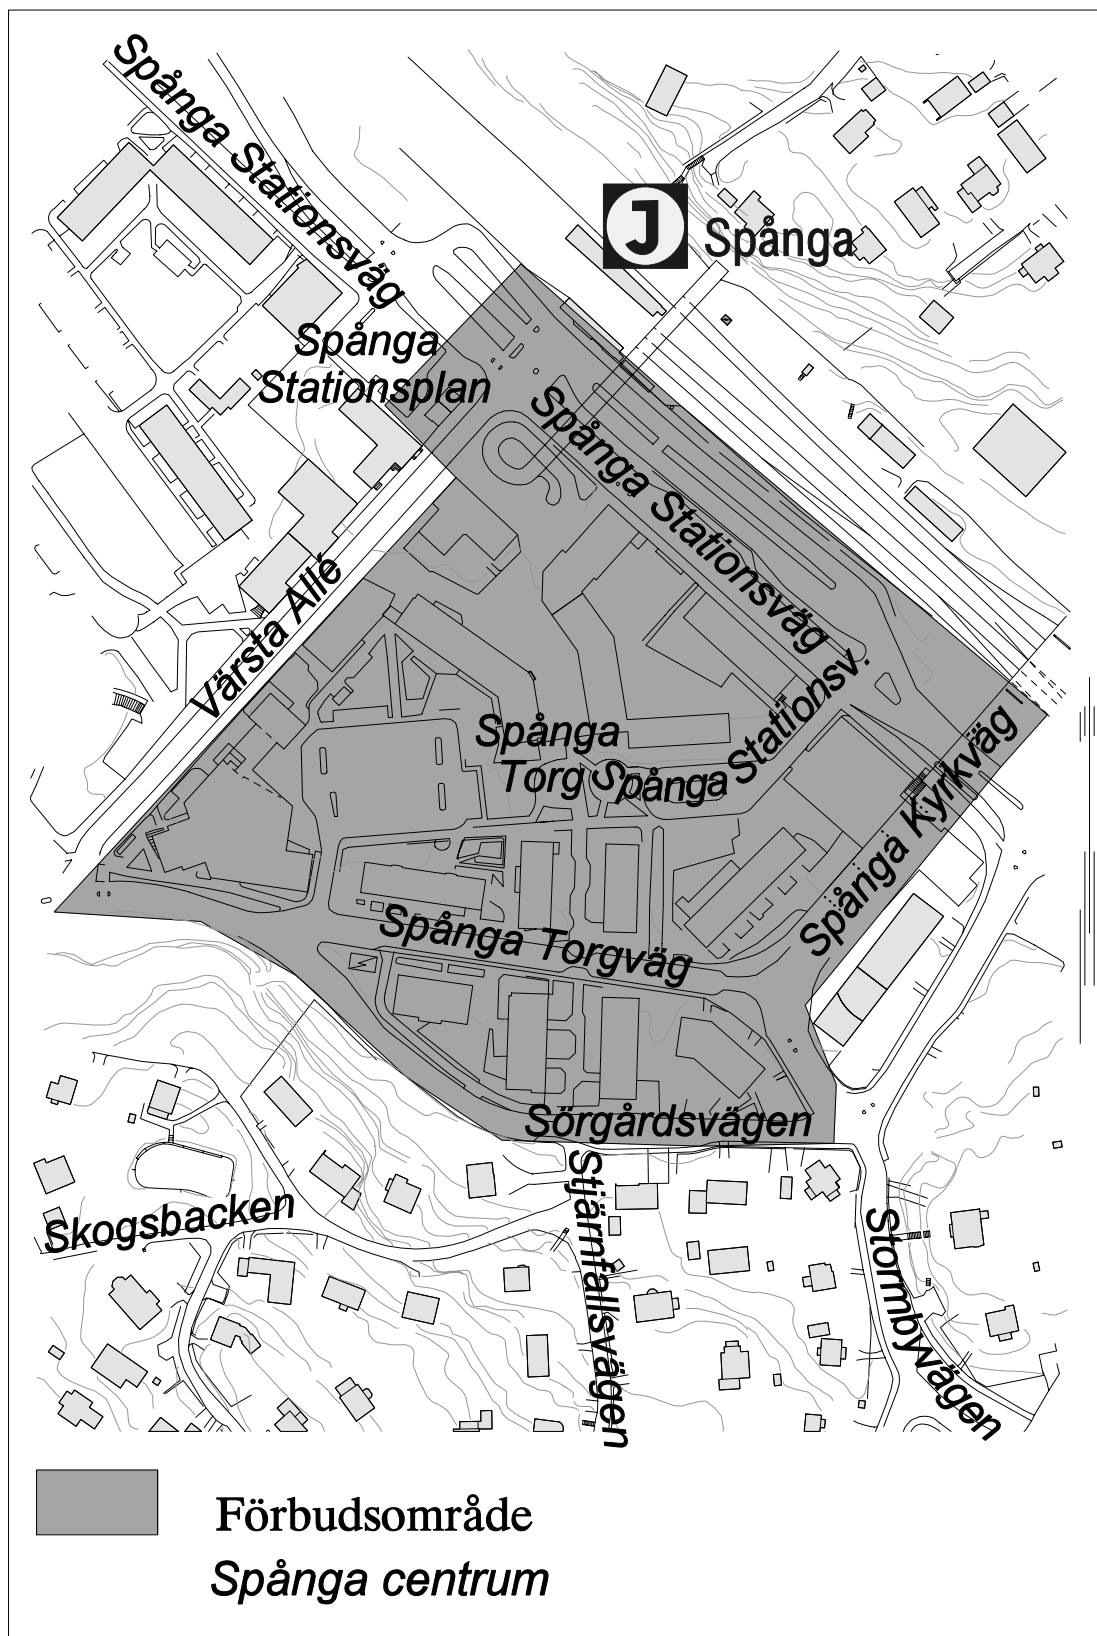 Spånga Stationsväg
J
Spånga
Spånga
Stationsplan
Spånga Stationsväg
Värsta Allé
Spånga
Torg
Spånga Stationsv.
Spånga Kyrkväg
Spånga Torgväg
Sörgårdsvägen
Stjärnfallsvägen
Skogsbacken
Stormbyvägen
Förbudsområde
Spånga centrum